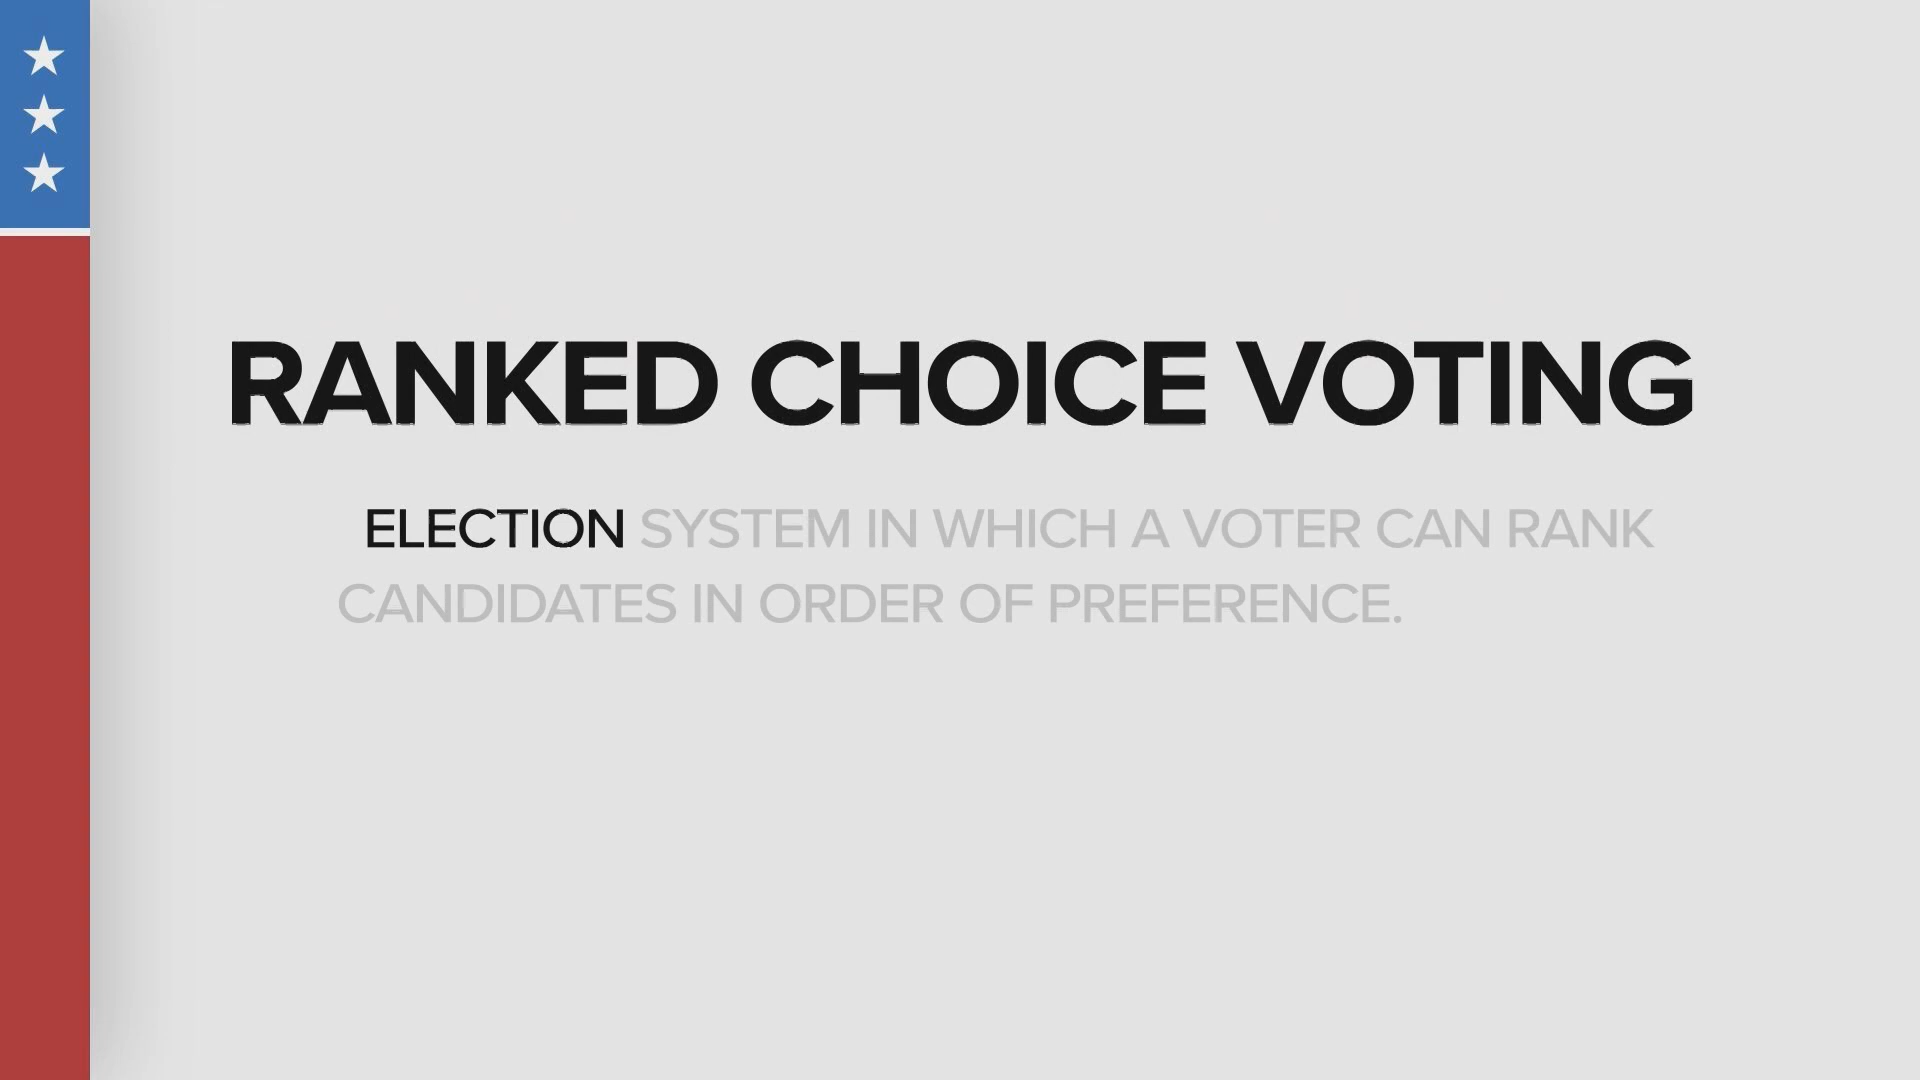 RANKED CHOICE VOTING
ELECTION SYSTEM IN WHICH A VOTER CAN RANK
CANDIDATES IN ORDER OF PREFERENCE.